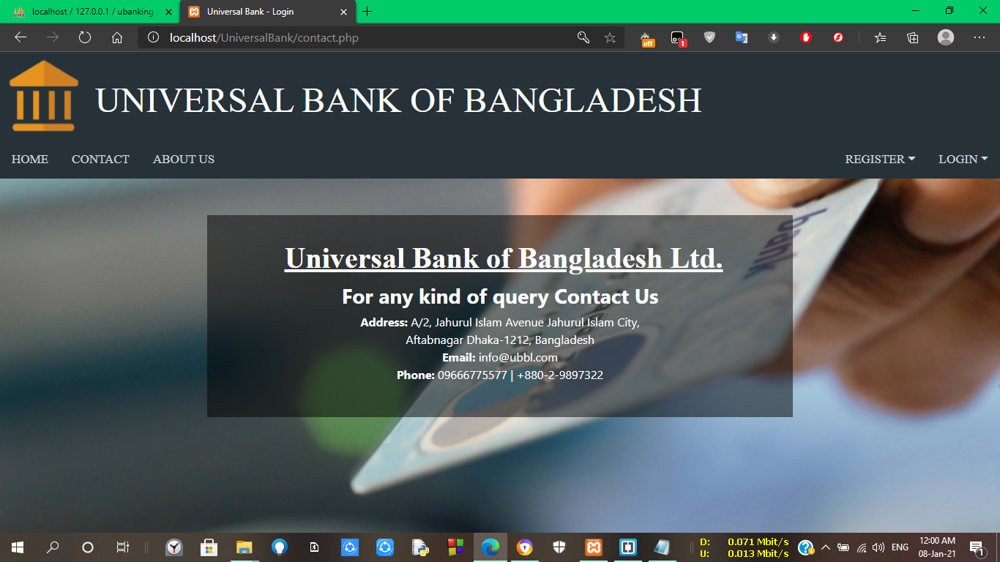 localhost / 127.0.0.1 / ubanking
Universal Bank - Login
localhost/UniversalBank/contact.php
off
1
UNIVERSAL BANK OF BANGLADESH
HOME CONTACT ABOUT US REGISTER LOGIN
bank
Universal Bank of Bangladesh Ltd.
For any kind of query Contact Us
Address: A/2, Jahurul Islam Avenue Jahurul Islam City,
Aftabnagar Dhaka-1212, Bangladesh
Email: info@ubbl.com
Phone: 09666775577 | +880-2-9897322
D: 0.071 Mbit/s
U: 0.013 Mbit/s
ENG
12:00 AM
08-Jan-21
1